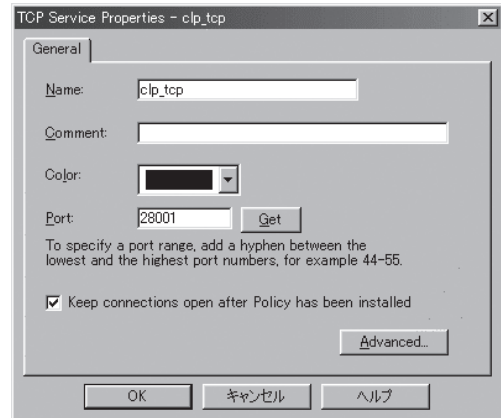 TCP Service Properties - clp_tcp
General
Name: clp_tcp
Comment:
Color:
Port: 28001 Get
To specify a port range, add a hyphen between the
lowest and the highest port numbers, for example 44-55.
Keep connections open after Policy has been installed
Advanced...
OK キャンセル ヘルプ